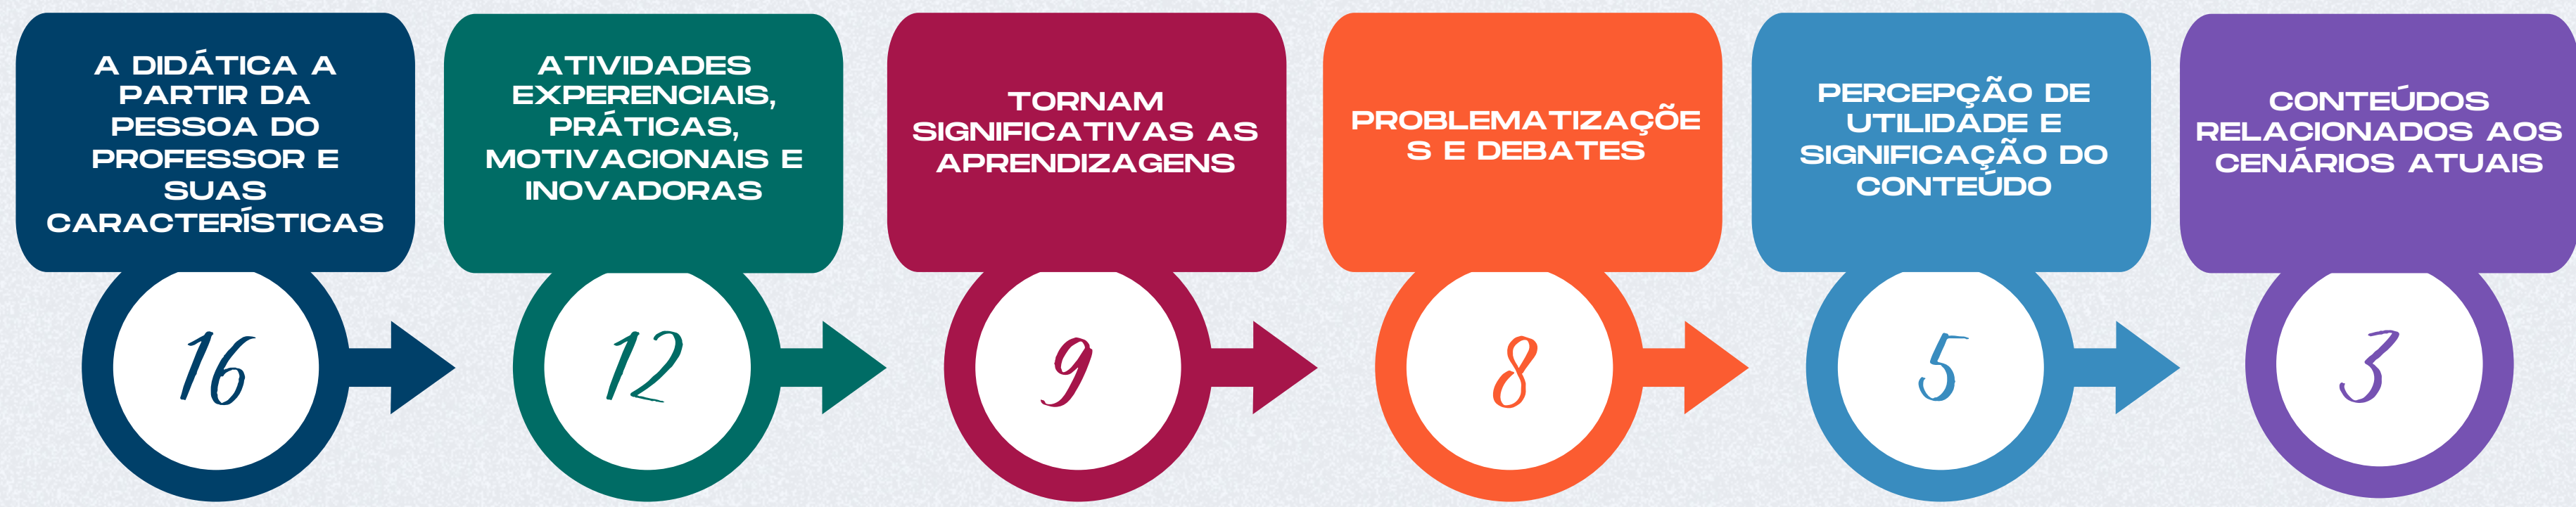 A DIDÁTICA A
PARTIR DA
PESSOA DO
PROFESSOR E
SUAS
CARACTERÍSTICAS
16
ATIVIDADES
EXPERENCIAIS,
PRÁTICAS,
MOTIVACIONAIS E
INOVADORAS
12
TORNAM
SIGNIFICATIVAS AS
APRENDIZAGENS
9
PROBLEMATIZAÇÕE
S E DEBATES
8
PERCEPÇÃO DE
UTILIDADE E
SIGNIFICAÇÃO DO
CONTEÚDO
5
CONTEÚDOS
RELACIONADOS AOS
CENÁRIOS ATUAIS
3